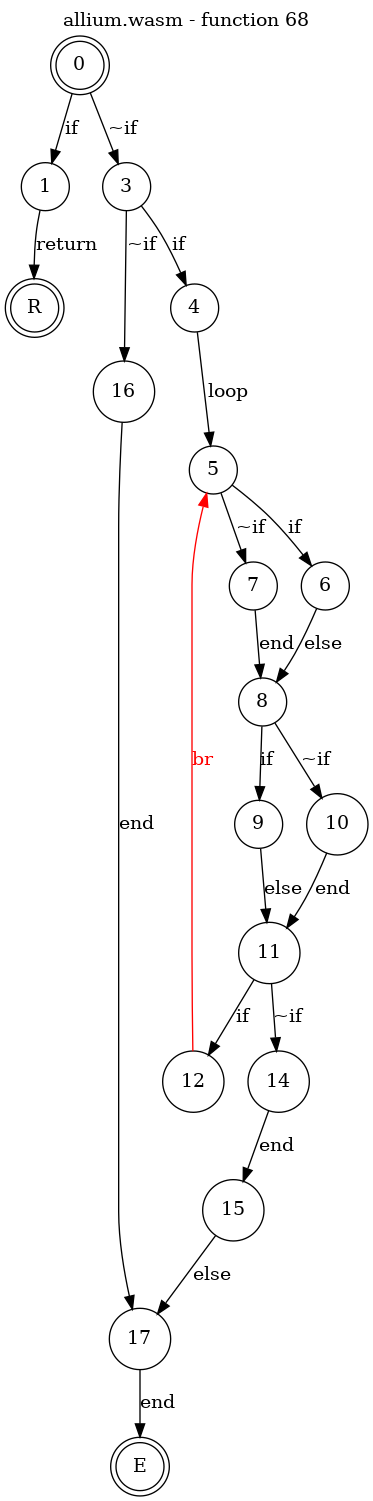 allium.wasm - function 68
0
if
~if
1
3
return
~if
if
R
4
16
loop
5
~if
if
7
6
end
else
8
br
if
~if
9
10
end
else
end
11
if
~if
12
14
end
15
else
17
end
E